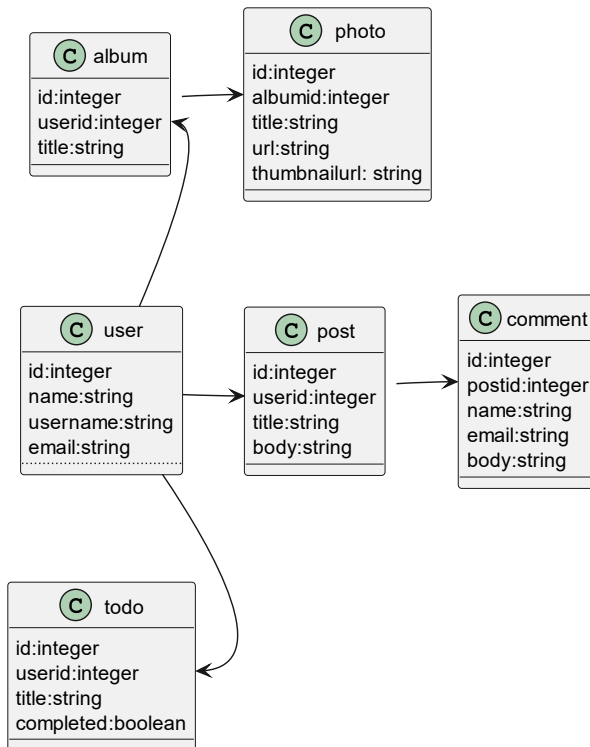 C album
id:integer
userid:integer
title:string
C photo
id:integer
albumid:integer
title:string
url:string
thumbnailurl: string
C user
id:integer
name:string
username:string
email:string
C post
id:integer
userid:integer
title:string
body:string
C comment
id:integer
postid:integer
name:string
email:string
body:string
C todo
id:integer
userid:integer
title:string
completed:boolean